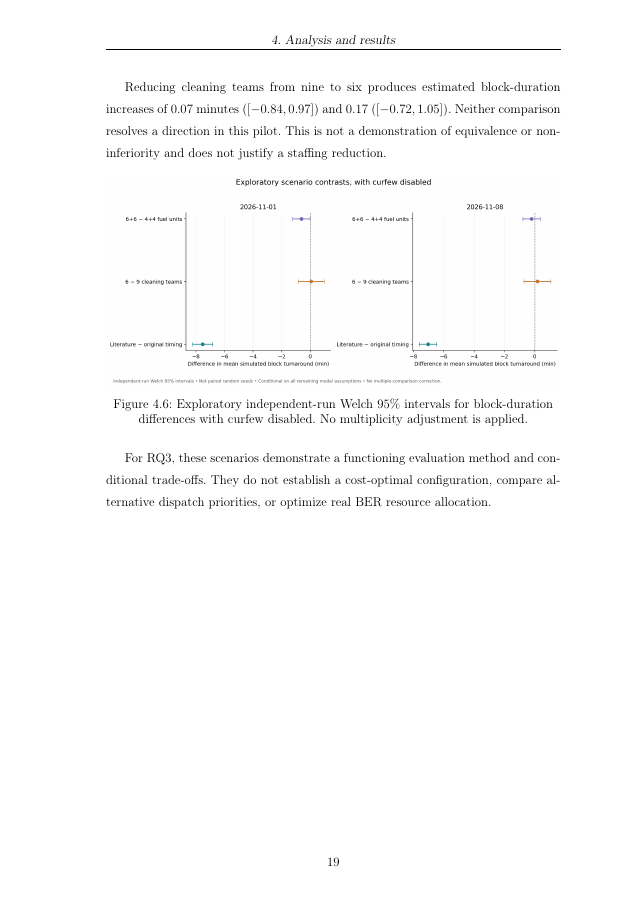 4. Analysis and results
Reducing cleaning teams from nine to six produces estimated block-duration
increases of 0.07 minutes ([−0.84, 0.97]) and 0.17 ([−0.72, 1.05]). Neither comparison
resolves a direction in this pilot. This is not a demonstration of equivalence or non-
inferiority and does not justify a staffing reduction.
Exploratory scenario contrasts, with curfew disabled
2026-11-01
6+6 − 4+4 fuel units
6 − 9 cleaning teams
Literature − original timing
−8 −6 −4 −2 0
Difference in mean simulated block turnaround (min)
2026-11-08
6+6 − 4+4 fuel units
6 − 9 cleaning teams
Literature − original timing
−8 −6 −4 −2 0
Difference in mean simulated block turnaround (min)
Independent-run Welch 95% intervals • Not paired random seeds • Conditional on all remaining model assumptions • No multiple-comparison correction.
Figure 4.6: Exploratory independent-run Welch 95% intervals for block-duration
differences with curfew disabled. No multiplicity adjustment is applied.
For RQ3, these scenarios demonstrate a functioning evaluation method and con-
ditional trade-offs. They do not establish a cost-optimal configuration, compare al-
ternative dispatch priorities, or optimize real BER resource allocation.
19